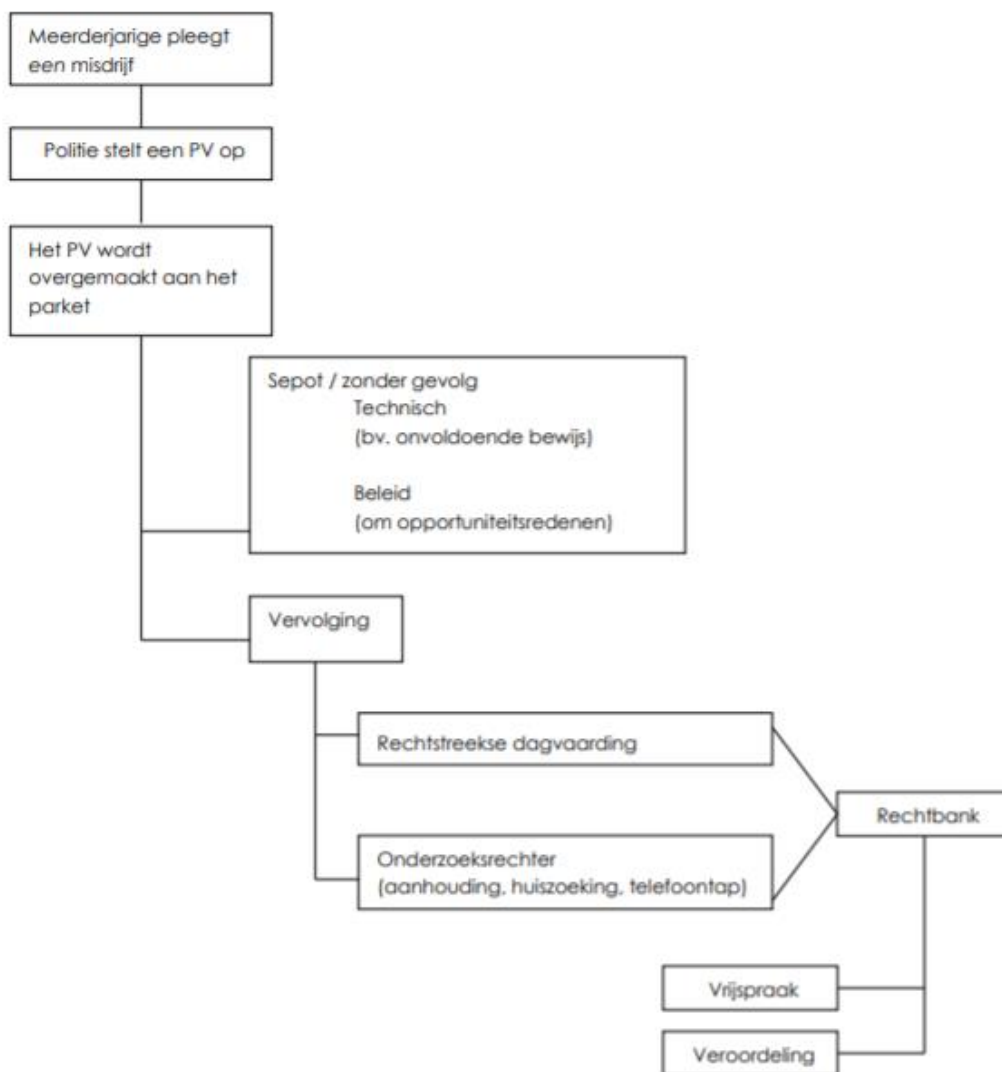 Meerderjarige pleegt
een misdrijf
Politie stelt een PV op
Het PV wordt
overgemaakt aan het
parket
Sepot / zonder gevolg
Technisch
(bv. onvoldoende bewijs)
Beleid
(om opportuniteitsredenen)
Vervolging
Rechtstreekse dagvaarding
Rechtbank
Onderzoeksrechter
(aanhouding, huiszoeking, telefoontap)
Vrijspraak
Veroordeling